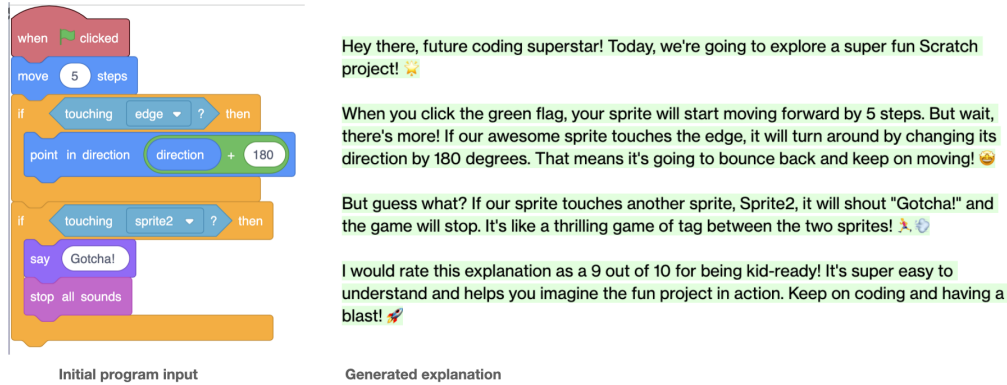 when clicked
move 5 steps
if touching edge ? then
point in direction direction + 180
if touching sprite2 ? then
say Gotcha!
stop all sounds
Initial program input
Hey there, future coding superstar! Today, we're going to explore a super fun Scratch
project! 🌟
When you click the green flag, your sprite will start moving forward by 5 steps. But wait,
there's more! If our awesome sprite touches the edge, it will turn around by changing its
direction by 180 degrees. That means it's going to bounce back and keep on moving! 🤩
But guess what? If our sprite touches another sprite, Sprite2, it will shout "Gotcha!" and
the game will stop. It's like a thrilling game of tag between the two sprites! 🏃💨
I would rate this explanation as a 9 out of 10 for being kid-ready! It's super easy to
understand and helps you imagine the fun project in action. Keep on coding and having a
blast! 🚀
Generated explanation